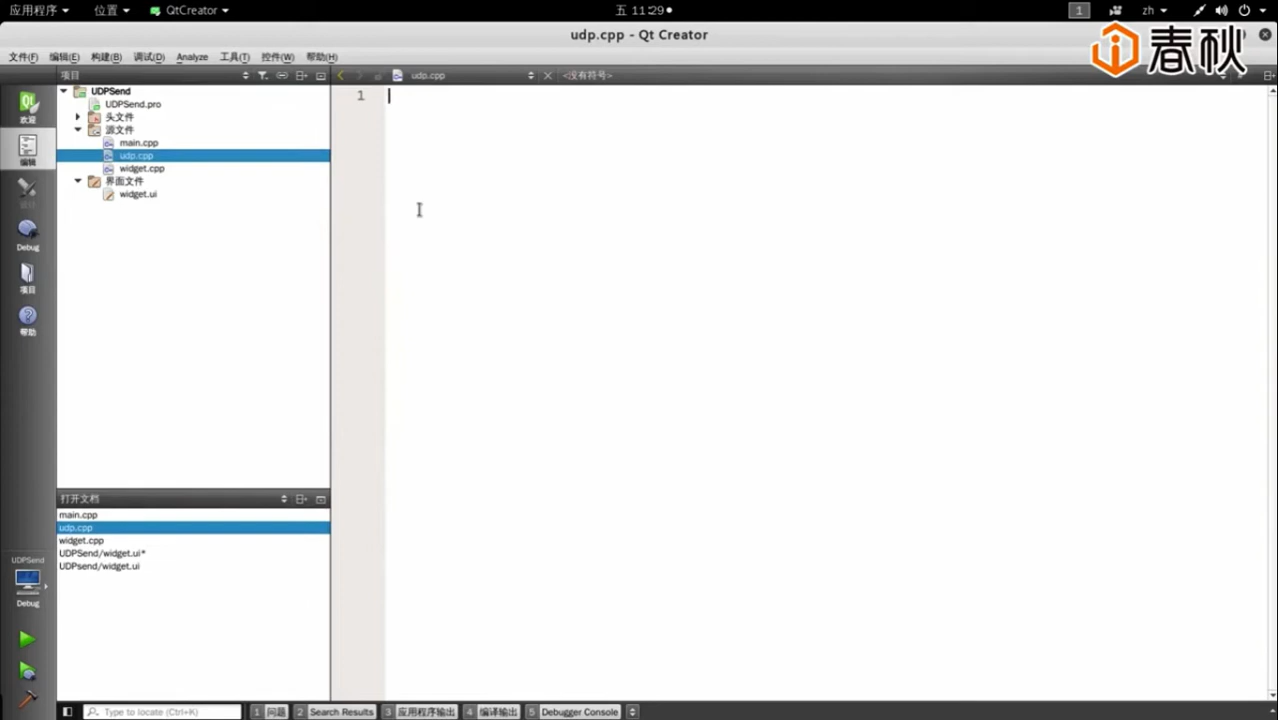 应用程序 位置 QtCreator 五 11:29 1 zh
udp.cpp - Qt Creator
春秋
文件(F) 编辑(E) 构建(B) 调试(D) Analyze 工具(T) 控件(W) 帮助(H)
项目 udp.cpp <没有符号>
UDPSend
UDPSend.pro
头文件
源文件
main.cpp
udp.cpp
widget.cpp
界面文件
widget.ui
1
欢迎
编辑
Debug
项目
帮助
打开文档
main.cpp
udp.cpp
widget.cpp
UDPSend/widget.ui*
UDPsend/widget.ui
UDPSend
Debug
Type to locate (Ctrl+K) 1 问题 2 Search Results 3 应用程序输出 4 编译输出 5 Debugger Console